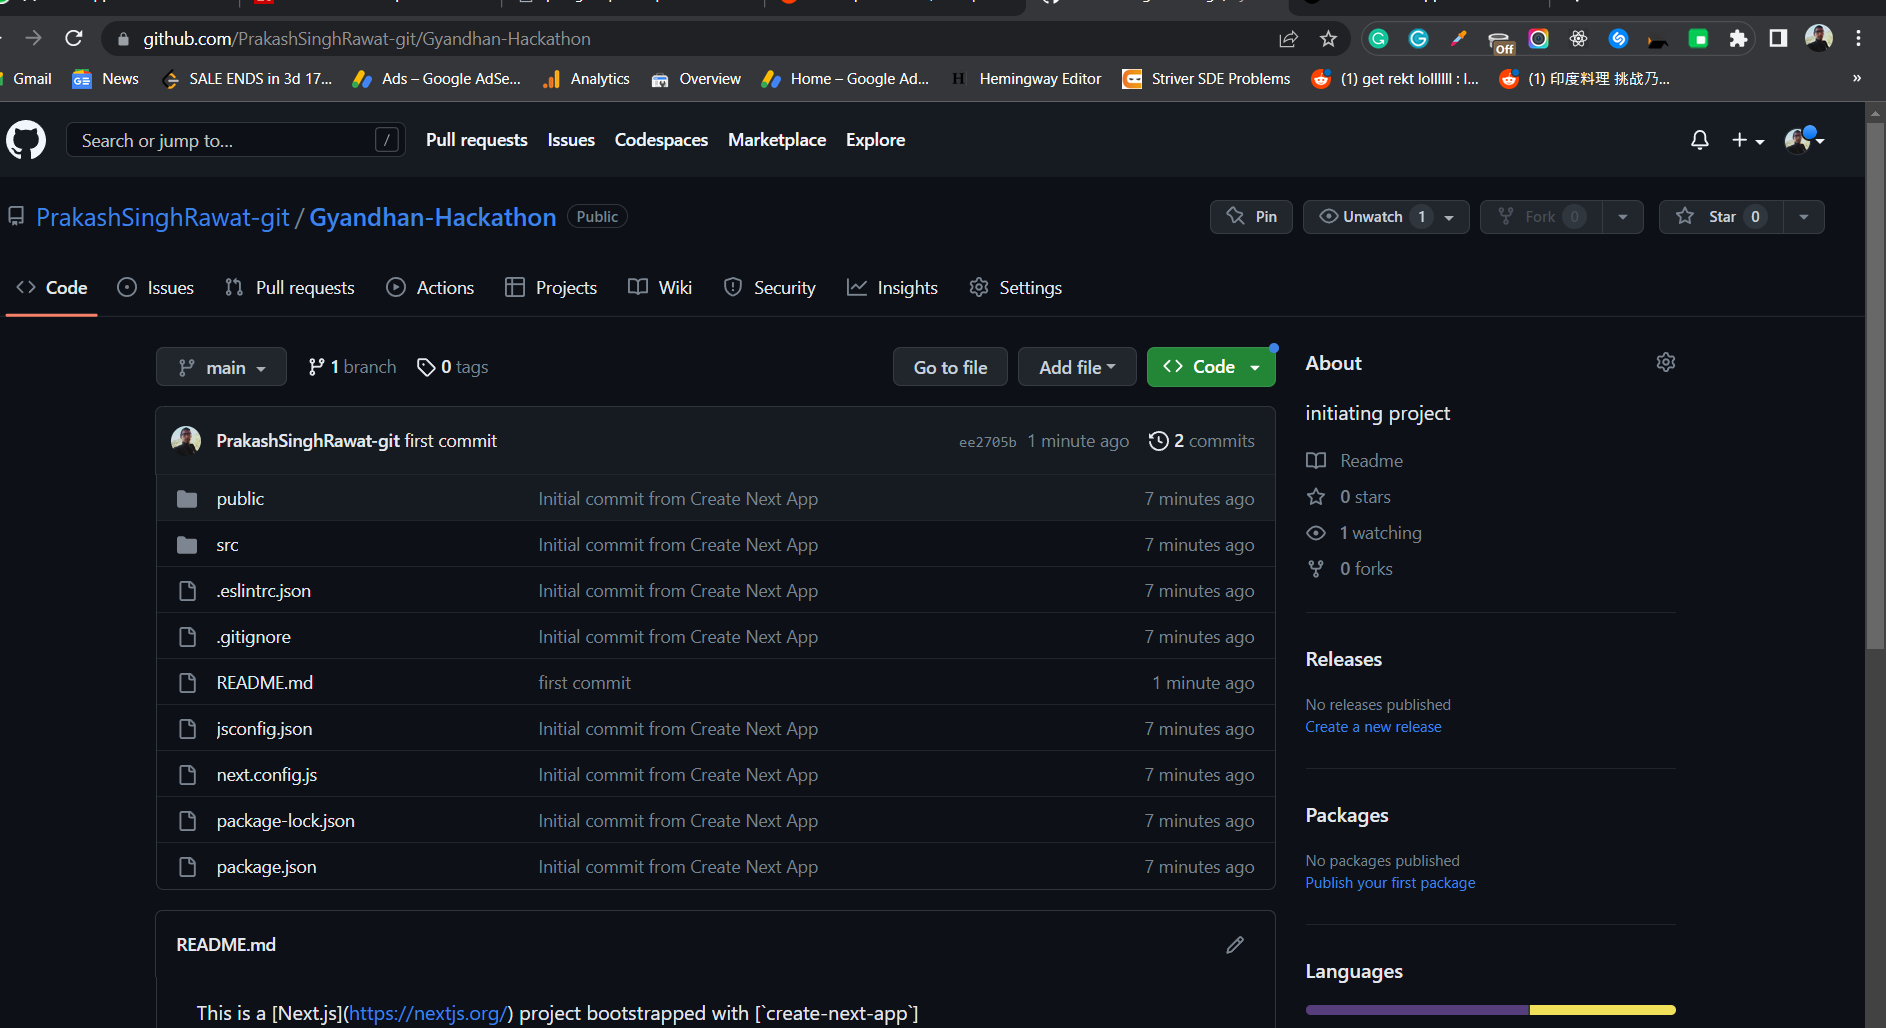 github.com/PrakashSinghRawat-git/Gyandhan-Hackathon
Off
Gmail News SALE ENDS in 3d 17... Ads – Google AdSe... Analytics Overview Home – Google Ad... H Hemingway Editor Striver SDE Problems (1) get rekt lollllll : l... (1) 印度料理 挑战乃... »
Search or jump to... / Pull requests Issues Codespaces Marketplace Explore
PrakashSinghRawat-git / Gyandhan-Hackathon Public Pin Unwatch 1 Fork 0 Star 0
Code Issues Pull requests Actions Projects Wiki Security Insights Settings
main 1 branch 0 tags Go to file Add file Code
PrakashSinghRawat-git first commit ee2705b 1 minute ago 2 commits
public Initial commit from Create Next App 7 minutes ago
src Initial commit from Create Next App 7 minutes ago
.eslintrc.json Initial commit from Create Next App 7 minutes ago
.gitignore Initial commit from Create Next App 7 minutes ago
README.md first commit 1 minute ago
jsconfig.json Initial commit from Create Next App 7 minutes ago
next.config.js Initial commit from Create Next App 7 minutes ago
package-lock.json Initial commit from Create Next App 7 minutes ago
package.json Initial commit from Create Next App 7 minutes ago
README.md
This is a [Next.js](https://nextjs.org/) project bootstrapped with [`create-next-app`]
About
initiating project
Readme
0 stars
1 watching
0 forks
Releases
No releases published
Create a new release
Packages
No packages published
Publish your first package
Languages